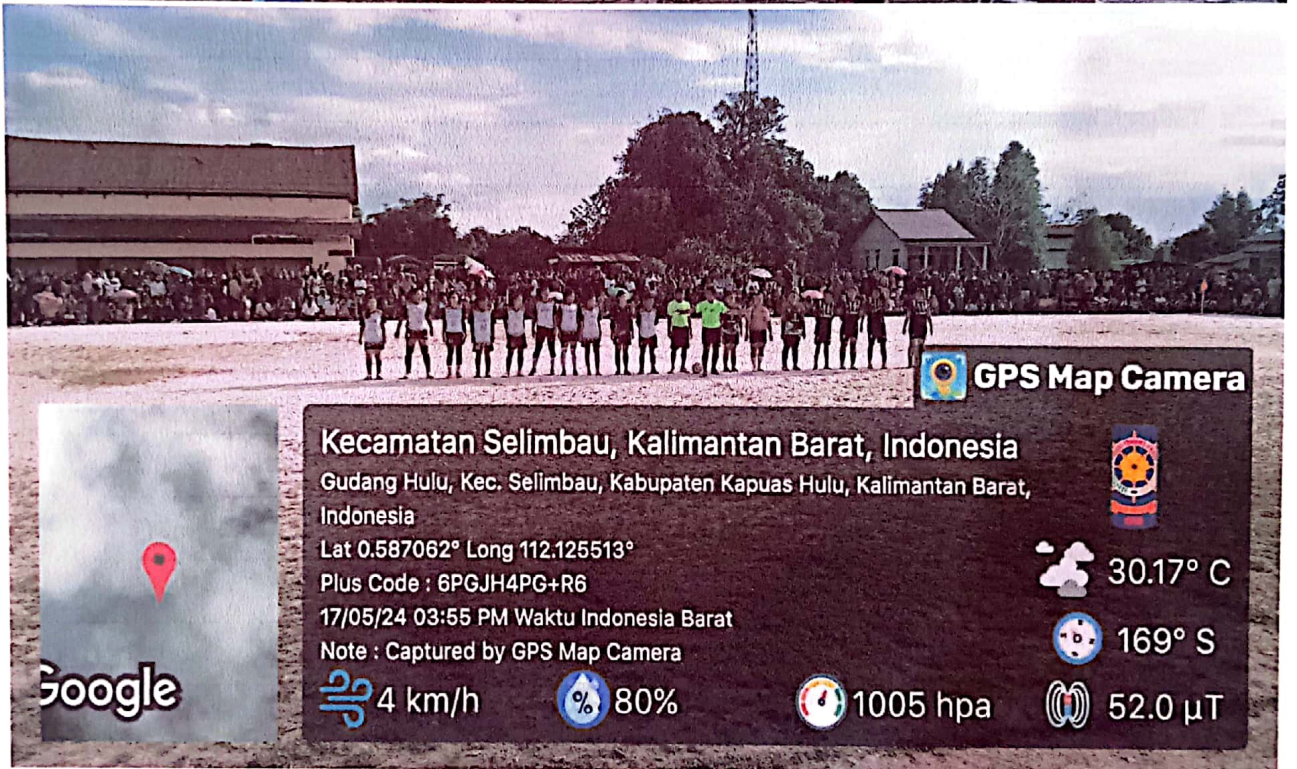 GPS Map Camera
Kecamatan Selimbau, Kalimantan Barat, Indonesia
Gudang Hulu, Kec. Selimbau, Kabupaten Kapuas Hulu, Kalimantan Barat,
Indonesia
Lat 0.587062° Long 112.125513°
Plus Code : 6PGJH4PG+R6
17/05/24 03:55 PM Waktu Indonesia Barat
Note : Captured by GPS Map Camera
Google
4 km/h
80%
1005 hpa
30.17° C
169° S
52.0 µT